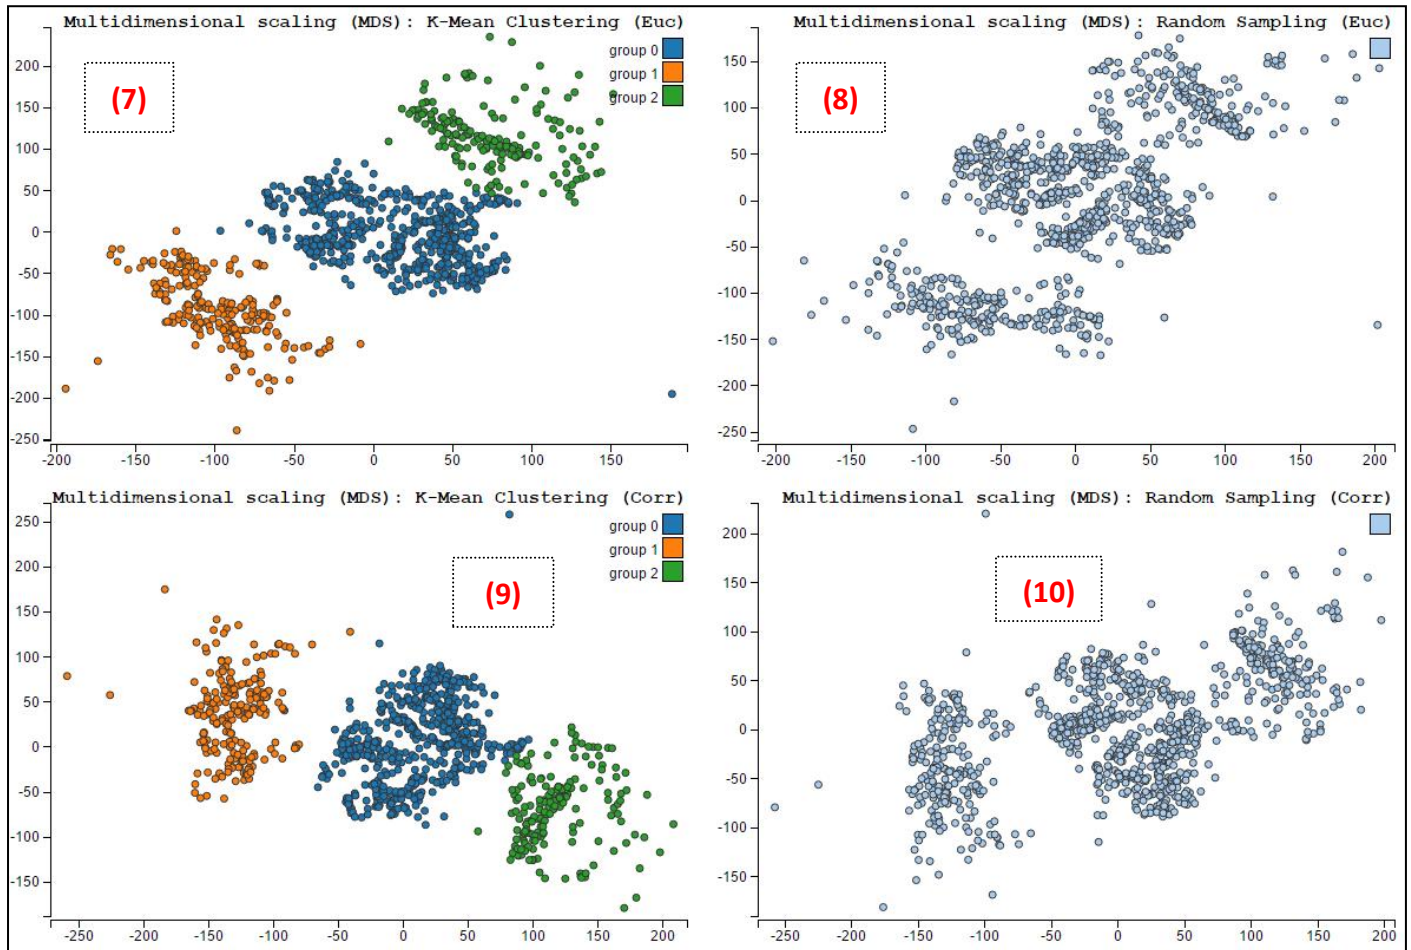 Multidimensional scaling (MDS): K-Mean Clustering (Euc)
group 0
group 1
group 2
(7)
200
150
100
50
0
-50
-100
-150
-200
-250
-200 -150 -100 -50 0 50 100 150
Multidimensional scaling (MDS): Random Sampling (Euc)
(8)
150
100
50
0
-50
-100
-150
-200
-250
-200 -150 -100 -50 0 50 100 150 200
Multidimensional scaling (MDS): K-Mean Clustering (Corr)
group 0
group 1
group 2
(9)
250
200
150
100
50
0
-50
-100
-150
-250 -200 -150 -100 -50 0 50 100 150 200
Multidimensional scaling (MDS): Random Sampling (Corr)
(10)
200
150
100
50
0
-50
-100
-150
-250 -200 -150 -100 -50 0 50 100 150 200